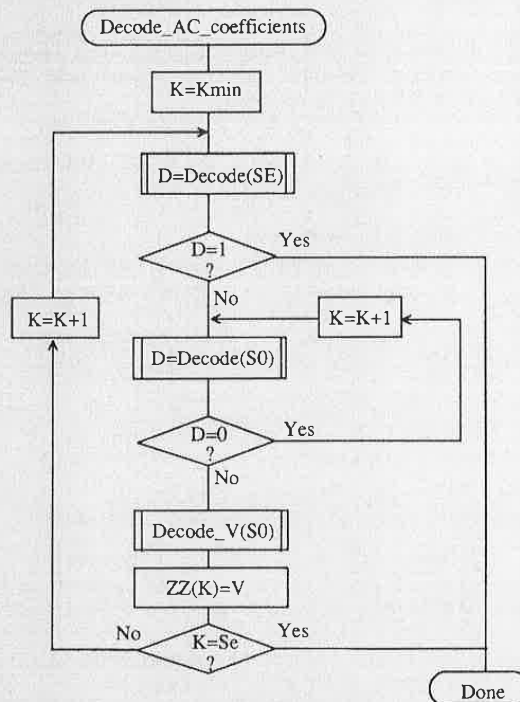 Decode_AC_coefficients
K=Kmin
D=Decode(SE)
D=1
?
Yes
No
K=K+1
K=K+1
D=Decode(S0)
D=0
?
Yes
No
Decode_V(S0)
ZZ(K)=V
No
K=Se
?
Yes
Done